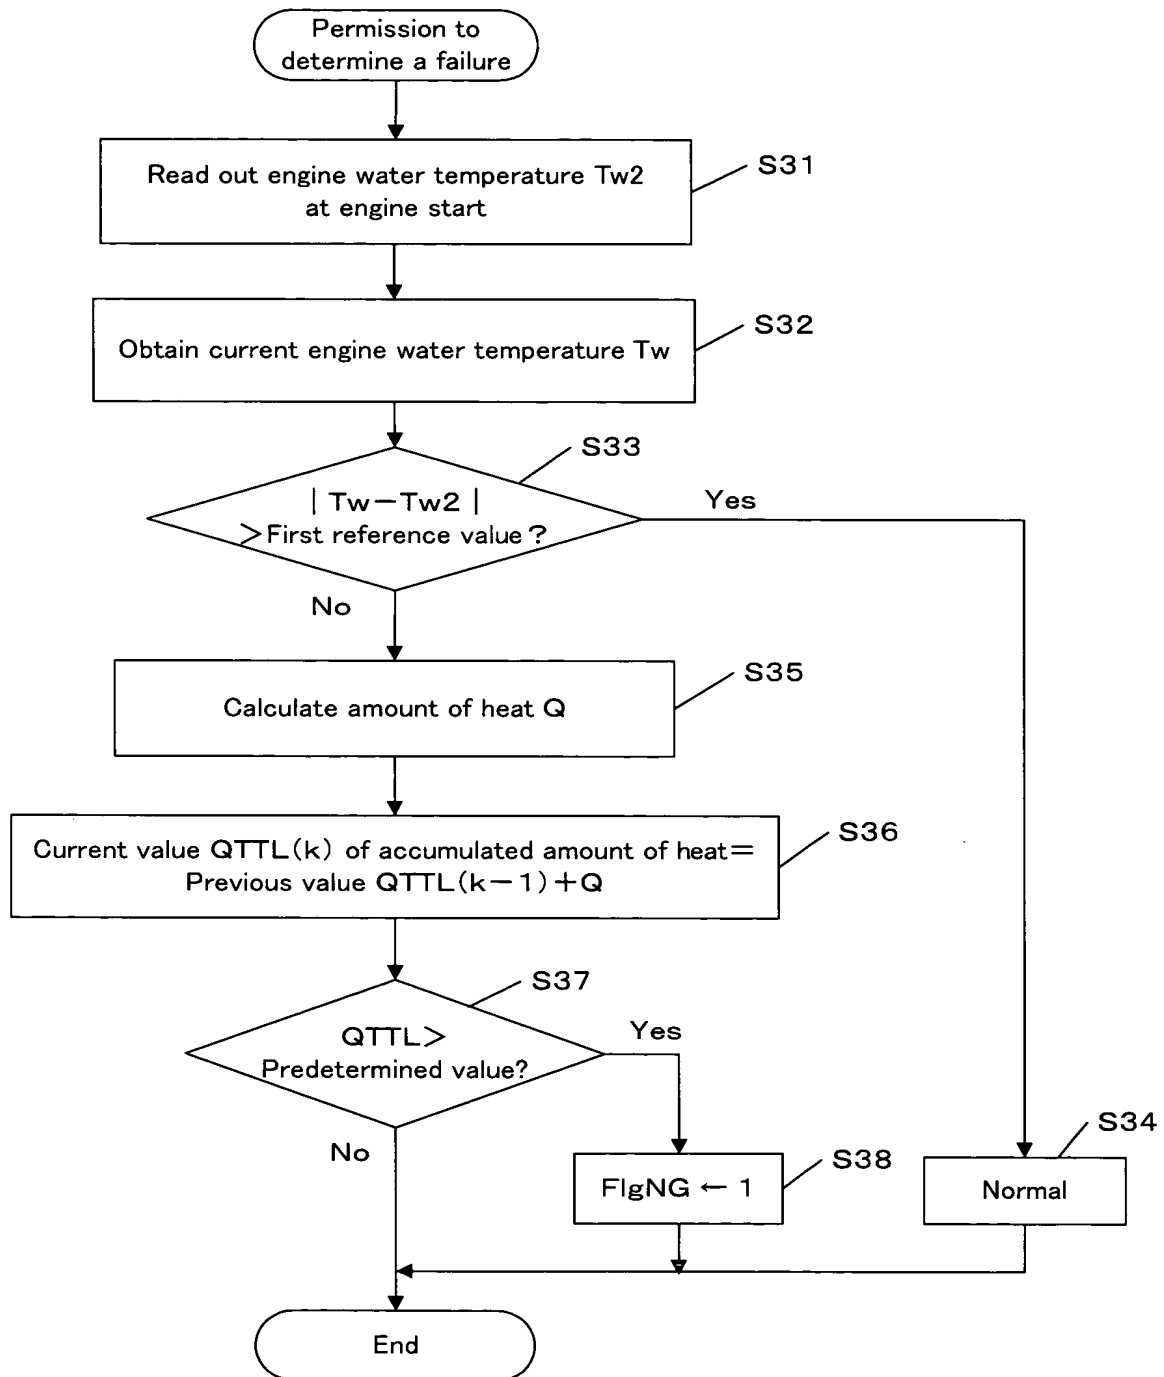 Permission to
determine a failure
S31
Read out engine water temperature Tw2
at engine start
S32
Obtain current engine water temperature Tw
S33
| Tw−Tw2 |
>First reference value?
Yes
No
S35
Calculate amount of heat Q
S36
Current value QTTL(k) of accumulated amount of heat=
Previous value QTTL(k−1)+Q
S37
QTTL>
Predetermined value?
Yes
No
S38
FlgNG ← 1
S34
Normal
End